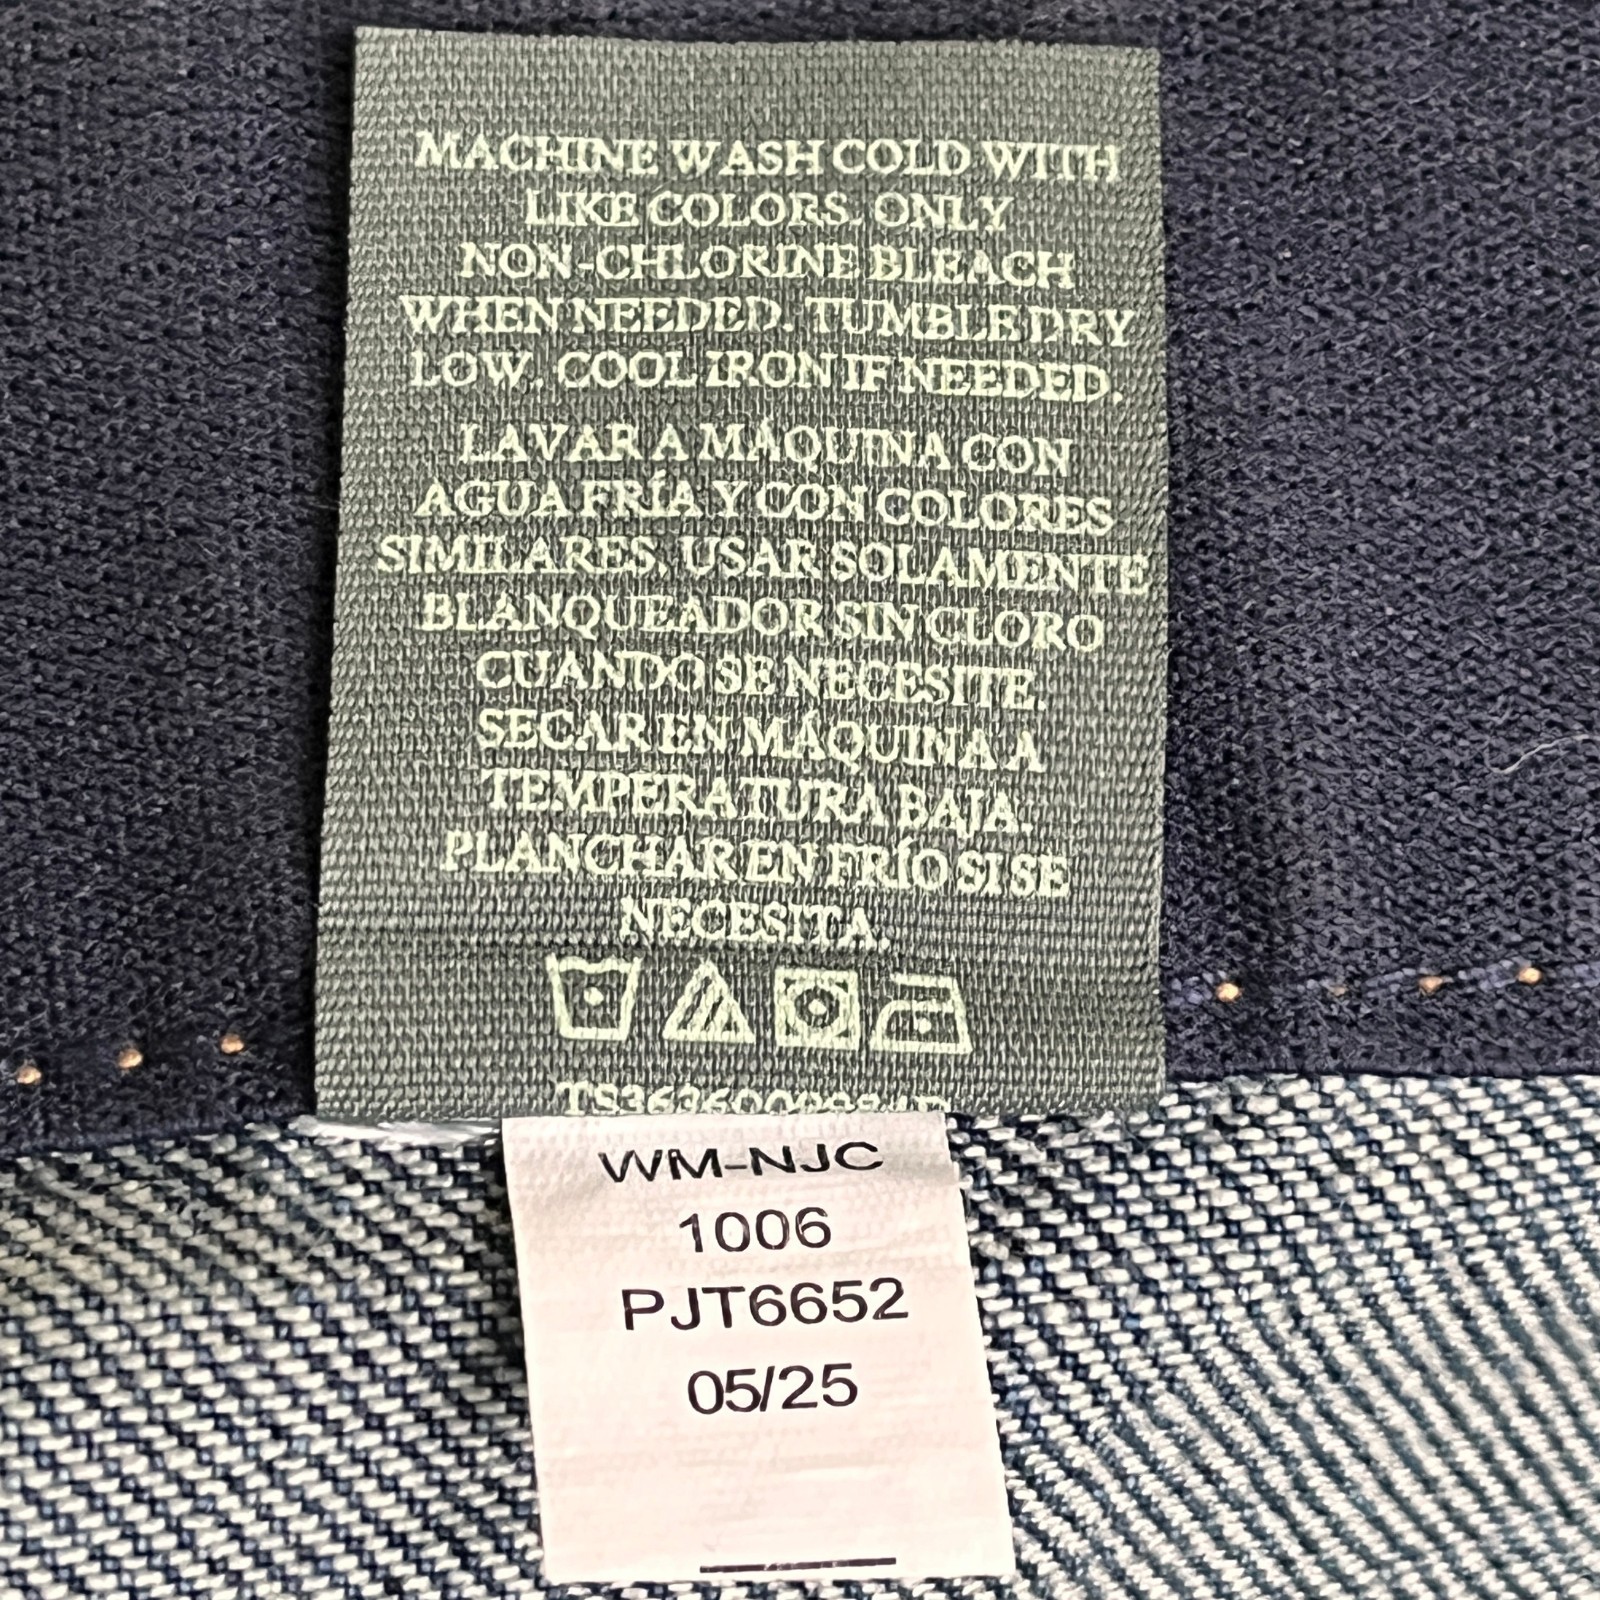 MACHINE WASH COLD WITH
LIKE COLORS. ONLY
NON-CHLORINE BLEACH
WHEN NEEDED. TUMBLE DRY
LOW. COOL IRON IF NEEDED.
LAVAR A MÁQUINA CON
AGUA FRÍA Y CON COLORES
SIMILARES. USAR SOLAMENTE
BLANQUEADOR SIN CLORO
CUANDO SE NECESITE.
SECAR EN MÁQUINA A
TEMPERATURA BAJA.
PLANCHAR EN FRÍO SI SE
NECESITA.
WM-NJC
1006
PJT6652
05/25